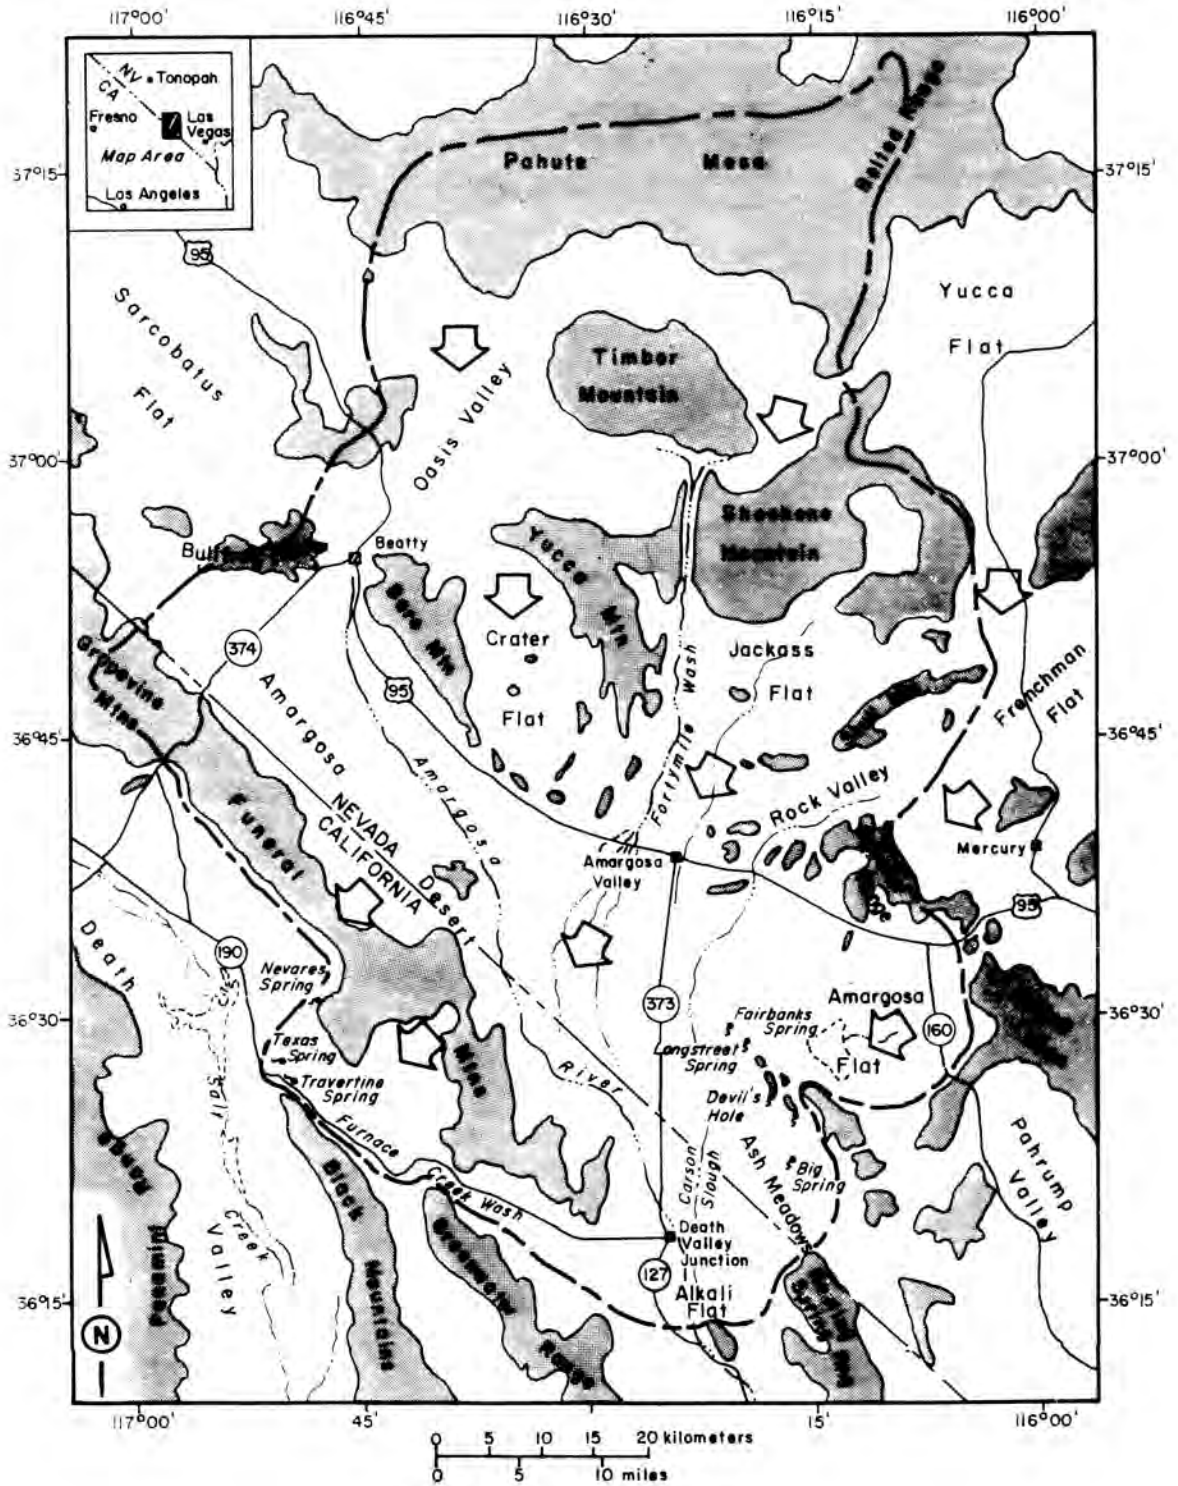 117°00'
116°45'
116°30'
116°15'
116°00'
NV
Tonopah
CA
Fresno
Las
Vegas
Map Area
Los Angeles
37°15'
37°15'
Belted Range
Pahute Mesa
95
Sarcobatus
Flat
Yucca
Flat
Timber
Mountain
Oasis Valley
37°00'
37°00'
Shoshone
Mountain
Yucca
Mtn
Bull
Beatty
Bare Mtn
Crater
Flat
Jackass
Flat
Wash
Fortymile
Frenchman
Flat
374
Grapevine
Mtns
95
Amargosa
Desert
36°45'
36°45'
Amargosa
River
Rock Valley
NEVADA
CALIFORNIA
Funeral
Mtns
Amargosa
Valley
Mercury
95
Death
Valley
190
Nevares
Spring
373
Amargosa
Flat
160
Fairbanks
Spring
Longstreet
Spring
36°30'
36°30'
Texas
Spring
Travertine
Spring
Devil's
Hole
Salt
Creek
Furnace
Creek Wash
Black
Mountains
Carson
Slough
Ash Meadows
Big
Spring
Pahrump
Valley
Panamint
Greenwater
Range
Death
Valley
Junction
127
Alkali
Flat
36°15'
36°15'
N
117°00'
45'
116°30'
15'
116°00'
0 5 10 15 20 kilometers
0 5 10 miles